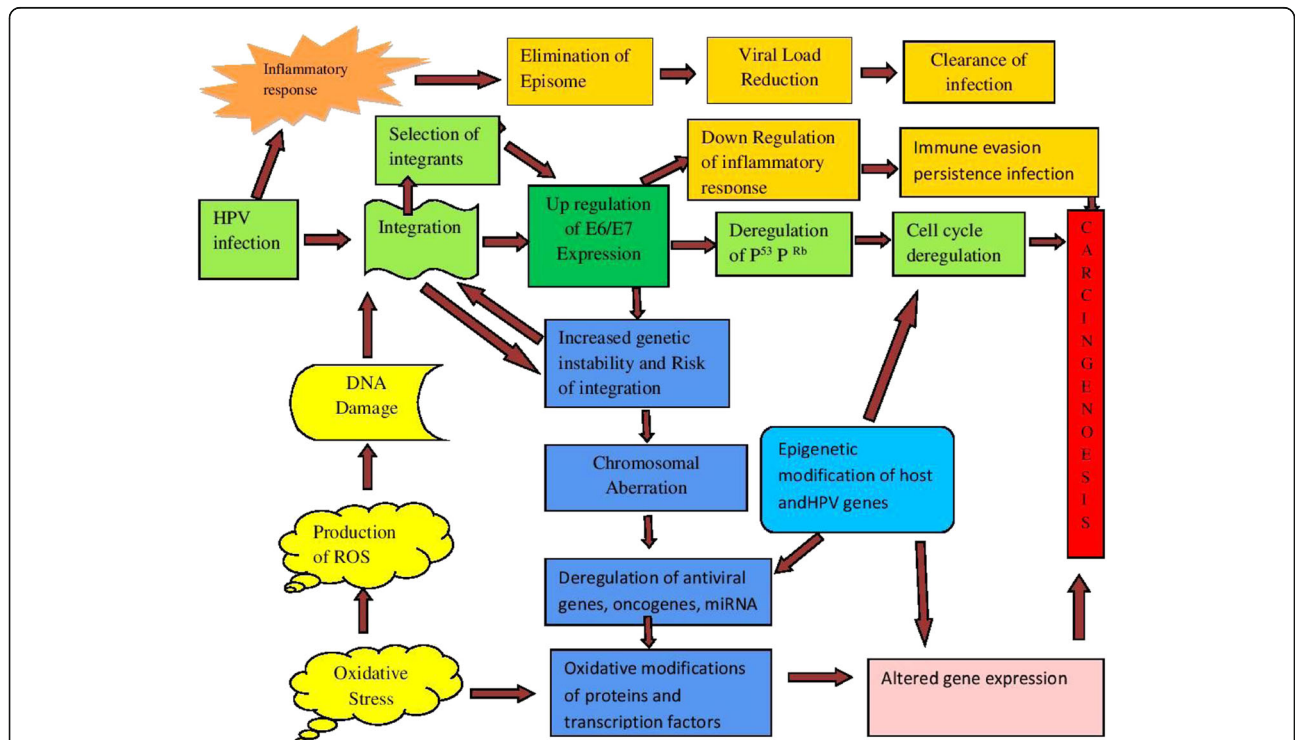 Inflammatory
response
Elimination of
Episome
Viral Load
Reduction
Clearance of
infection
Selection of
integrants
Down Regulation
of inflammatory
response
Immune evasion
persistence infection
HPV
infection
Integration
Up regulation
of E6/E7
Expression
Deregulation
of P53 P Rb
Cell cycle
deregulation
C
A
R
C
I
N
G
E
N
O
E
S
I
S
Increased genetic
instability and Risk
of integration
DNA
Damage
Chromosomal
Aberration
Epigenetic
modification of host
andHPV genes
Production
of ROS
Deregulation of antiviral
genes, oncogenes, miRNA
Oxidative
Stress
Oxidative modifications
of proteins and
transcription factors
Altered gene expression